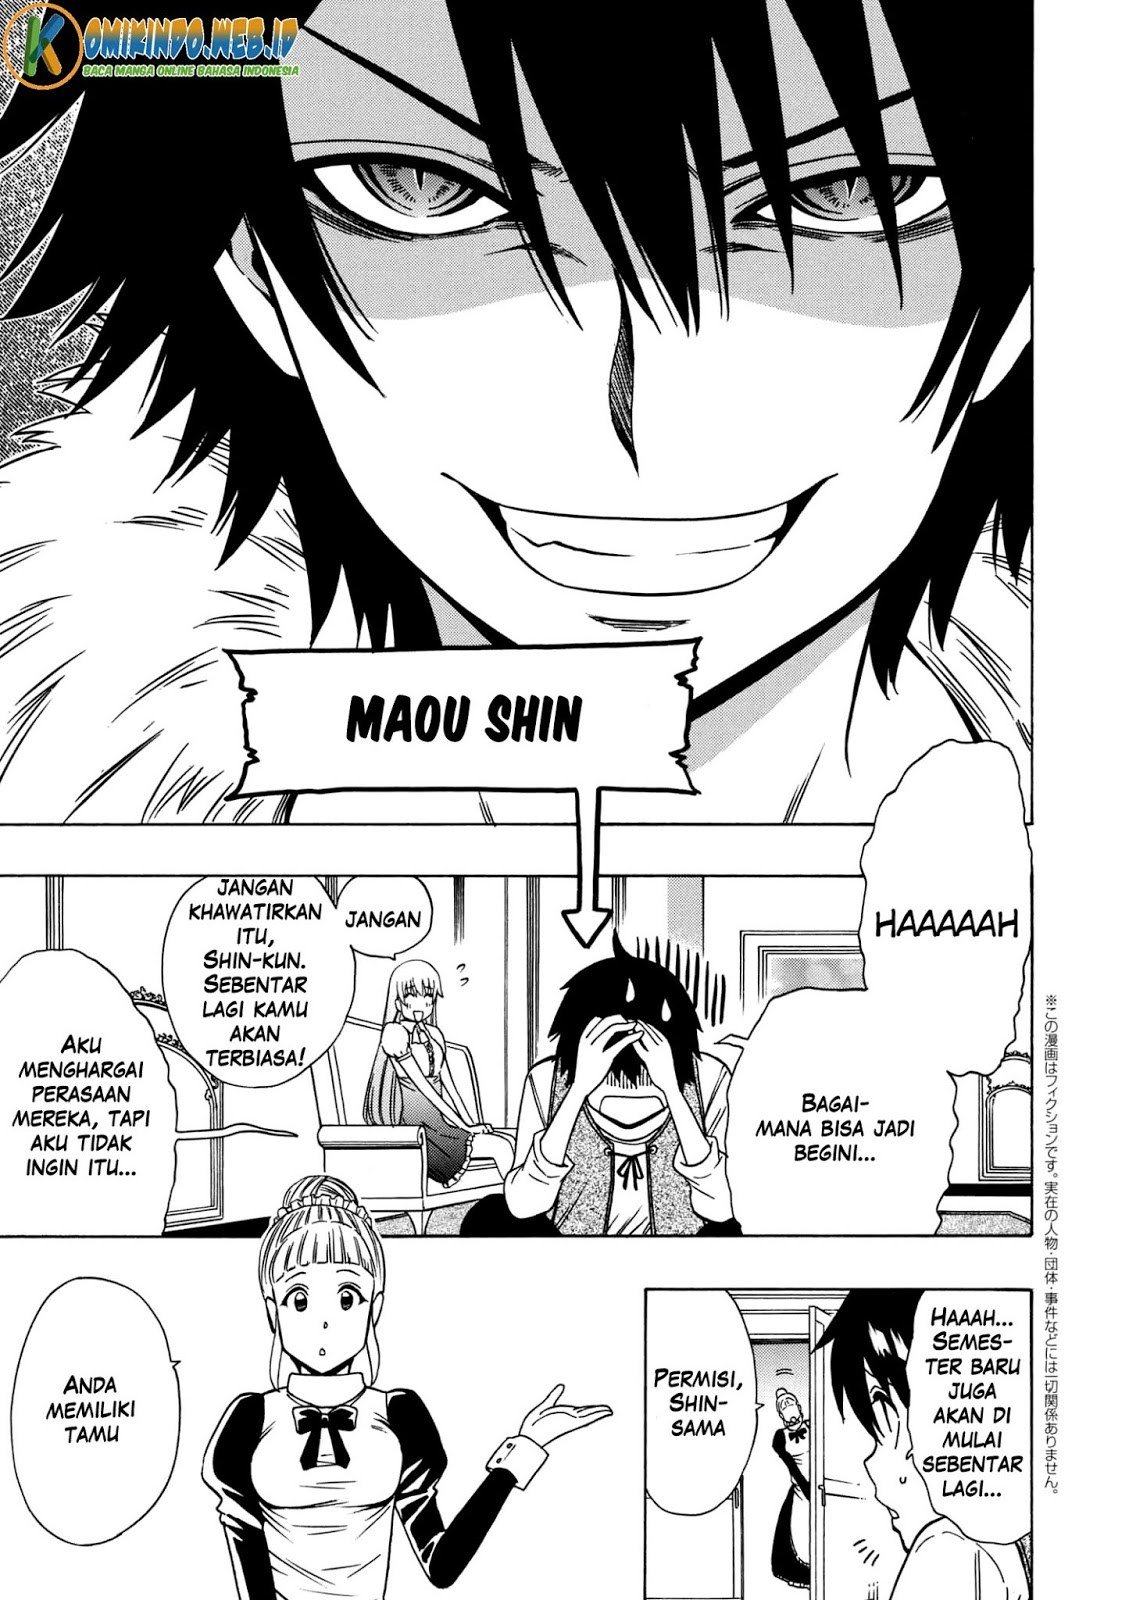 KOMIKINDO.WEB.ID
BACA MANGA ONLINE BAHASA INDONESIA
MAOU SHIN
HAAAAAH
BAGAI-
MANA BISA JADI
BEGINI...
JANGAN
JANGAN
KHAWATIRKAN
ITU,
SHIN-KUN.
SEBENTAR
LAGI KAMU
AKAN
TERBIASA!
AKU
MENGHARGAI
PERASAAN
MEREKA, TAPI
AKU TIDAK
INGIN ITU...
HAAAH...
SEMES-
TER BARU
JUGA
AKAN DI
MULAI
SEBENTAR
LAGI...
PERMISI,
SHIN-
SAMA
ANDA
MEMILIKI
TAMU
※この漫画はフィクションです。実在の人物・団体・事件などには一切関係ありません。